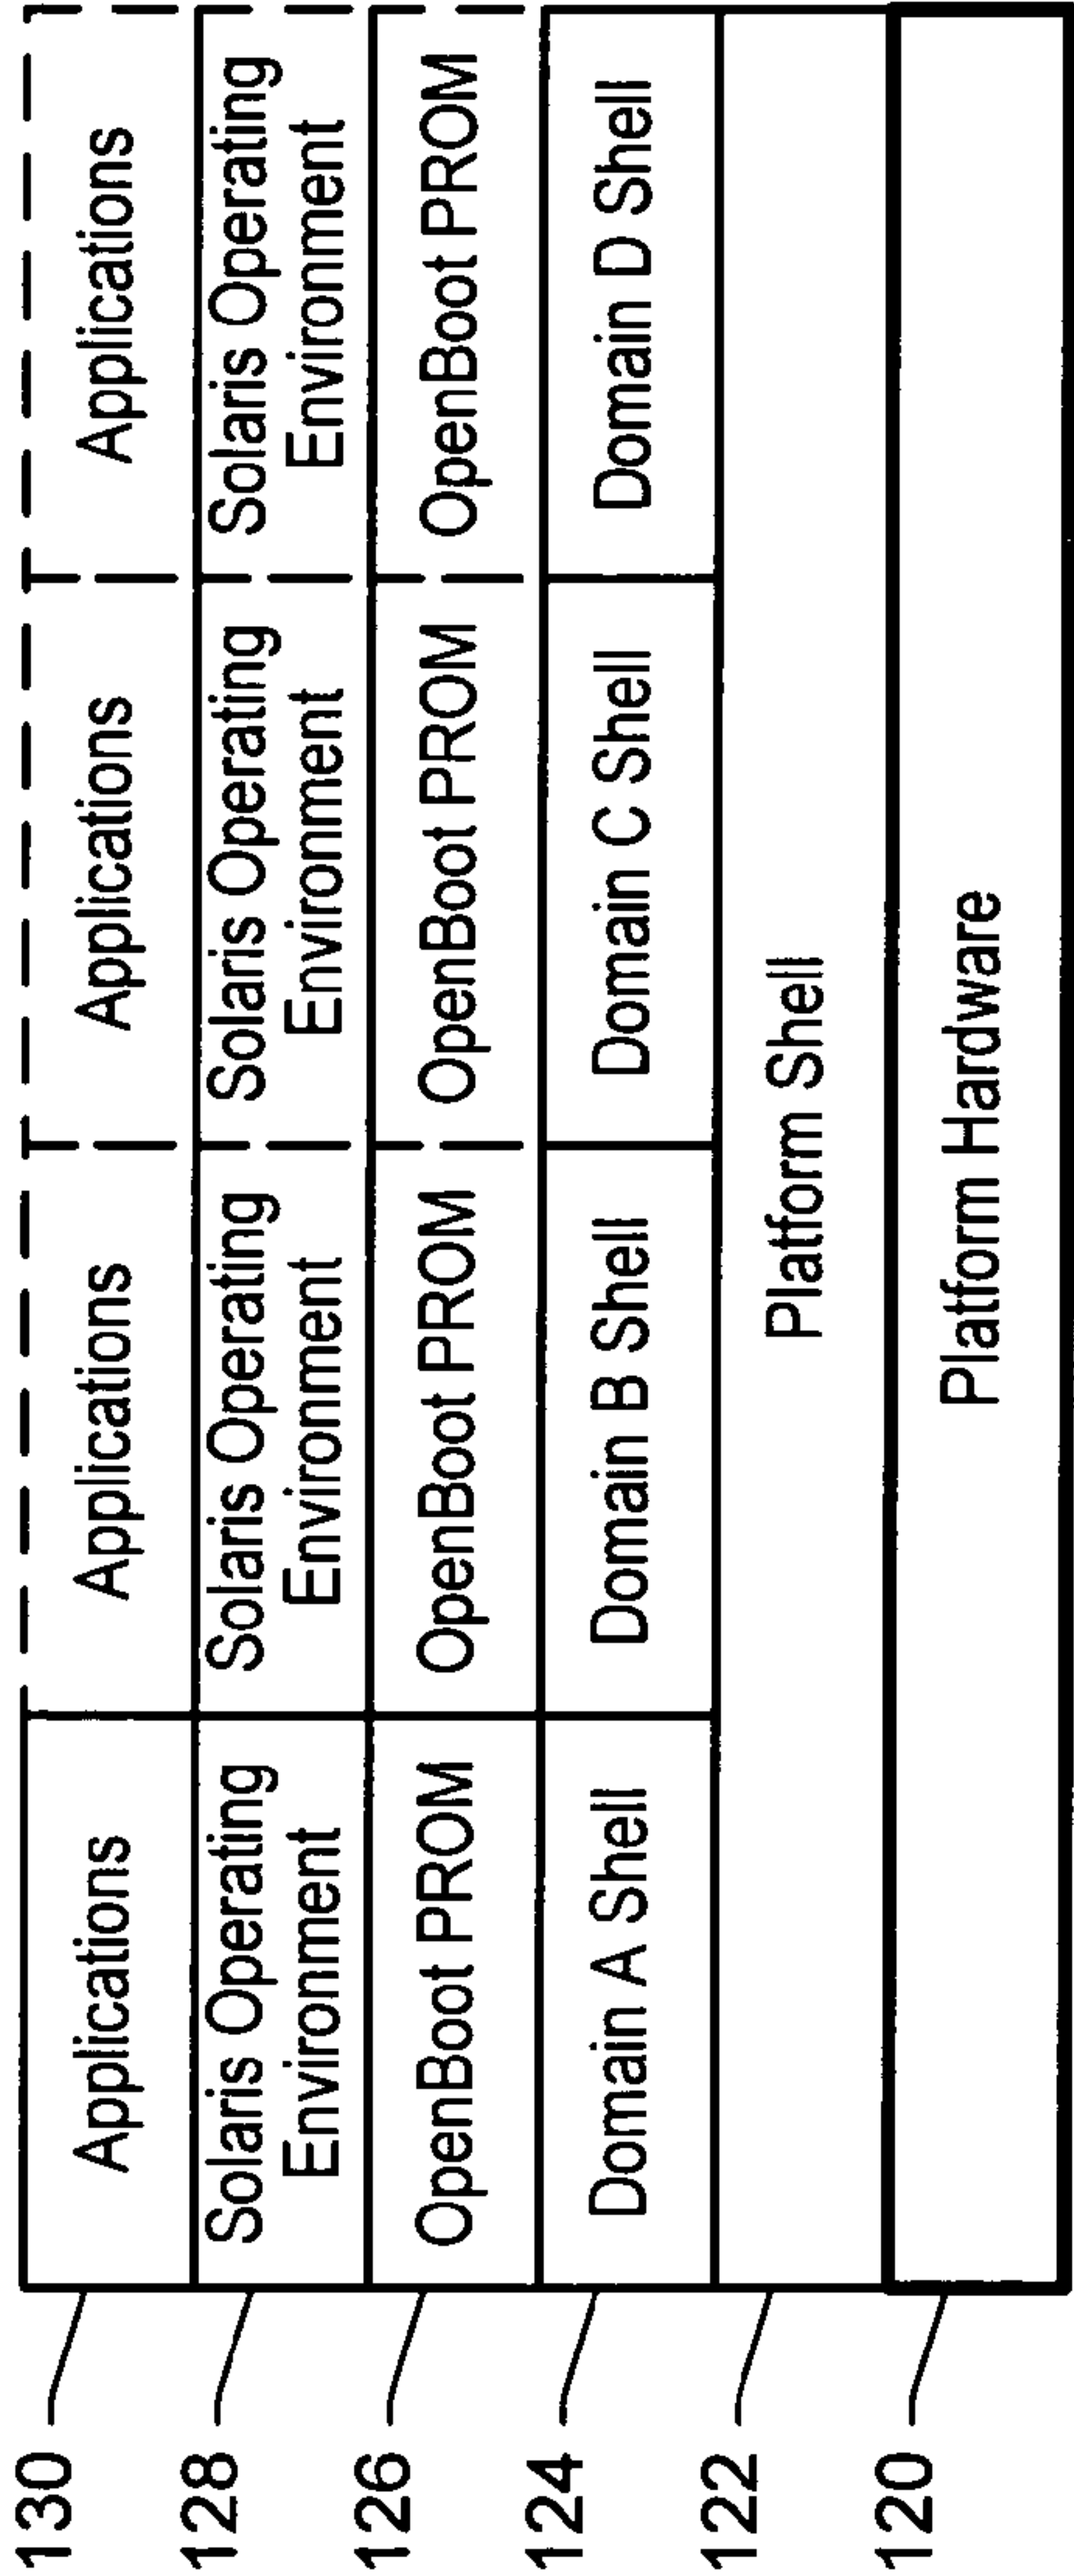 130
Applications
Applications
Applications
Applications
128
Solaris Operating
Environment
Solaris Operating
Environment
Solaris Operating
Environment
Solaris Operating
Environment
126
OpenBoot PROM
OpenBoot PROM
OpenBoot PROM
OpenBoot PROM
124
Domain A Shell
Domain B Shell
Domain C Shell
Domain D Shell
122
Platform Shell
120
Platform Hardware